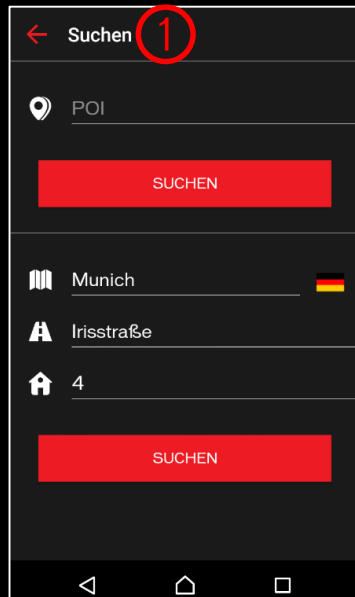 Suchen 1
POI
SUCHEN
Munich
Irisstraße
4
SUCHEN